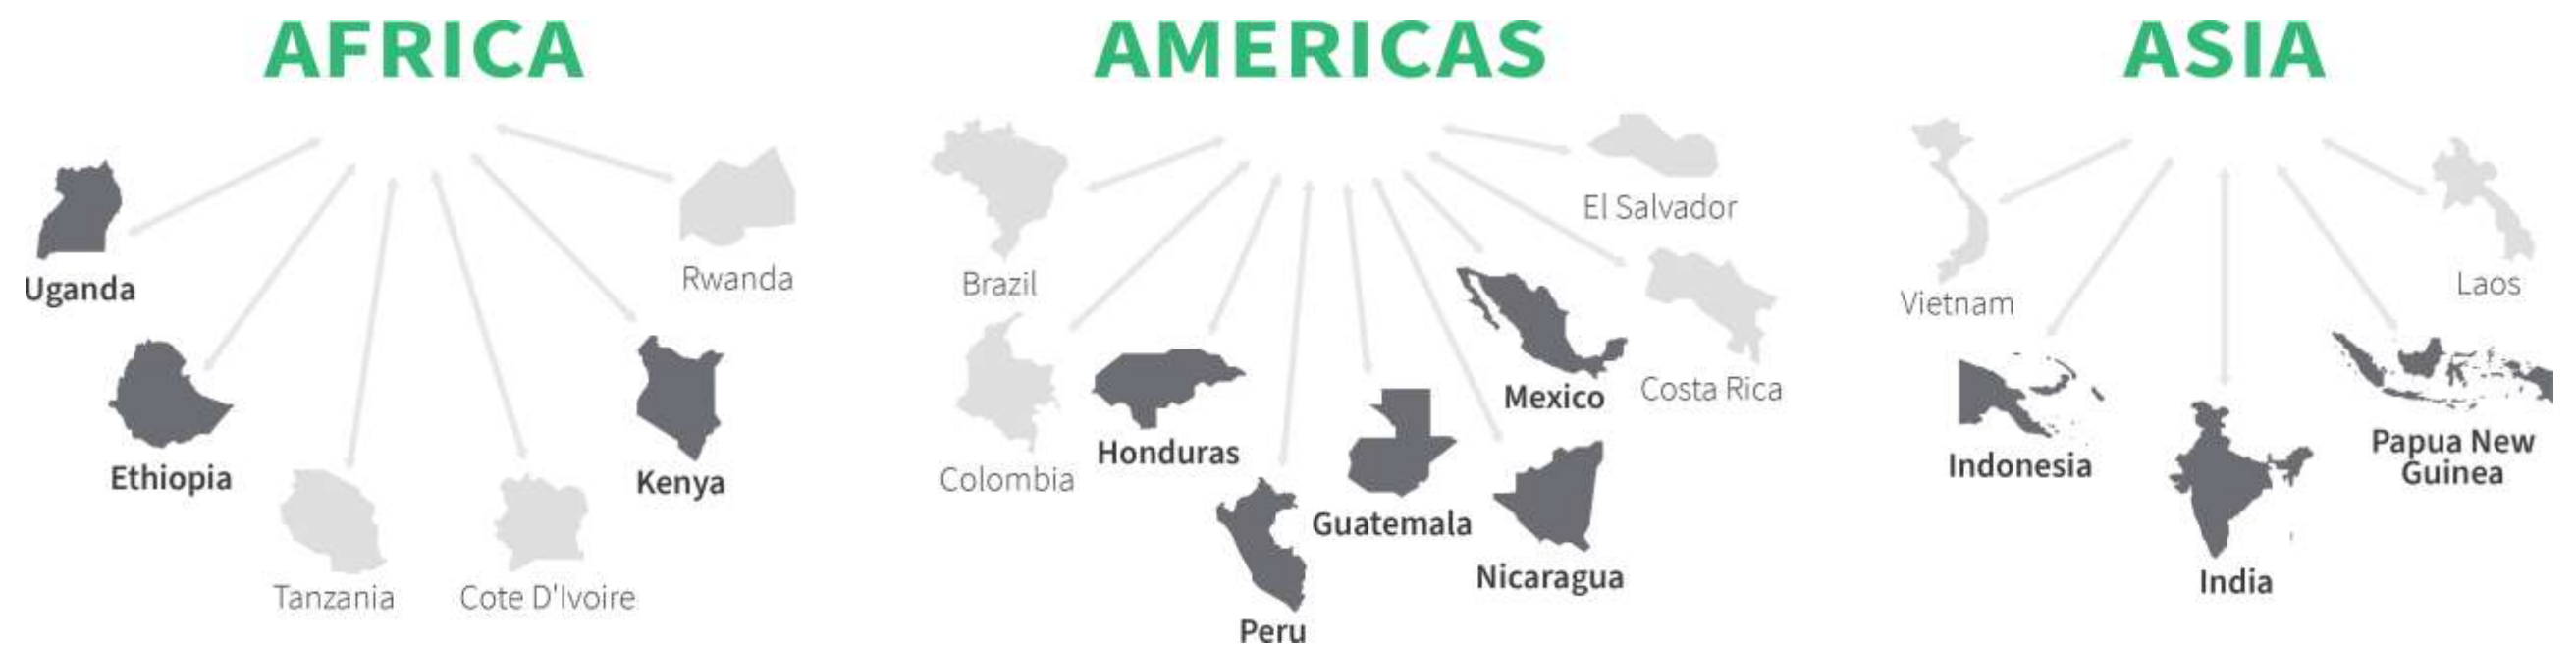 AFRICA
Uganda
Ethiopia
Tanzania
Cote D'Ivoire
Kenya
Rwanda
AMERICAS
Brazil
Colombia
Honduras
Peru
Guatemala
Nicaragua
Mexico
Costa Rica
El Salvador
ASIA
Vietnam
Indonesia
India
Papua New
Guinea
Laos